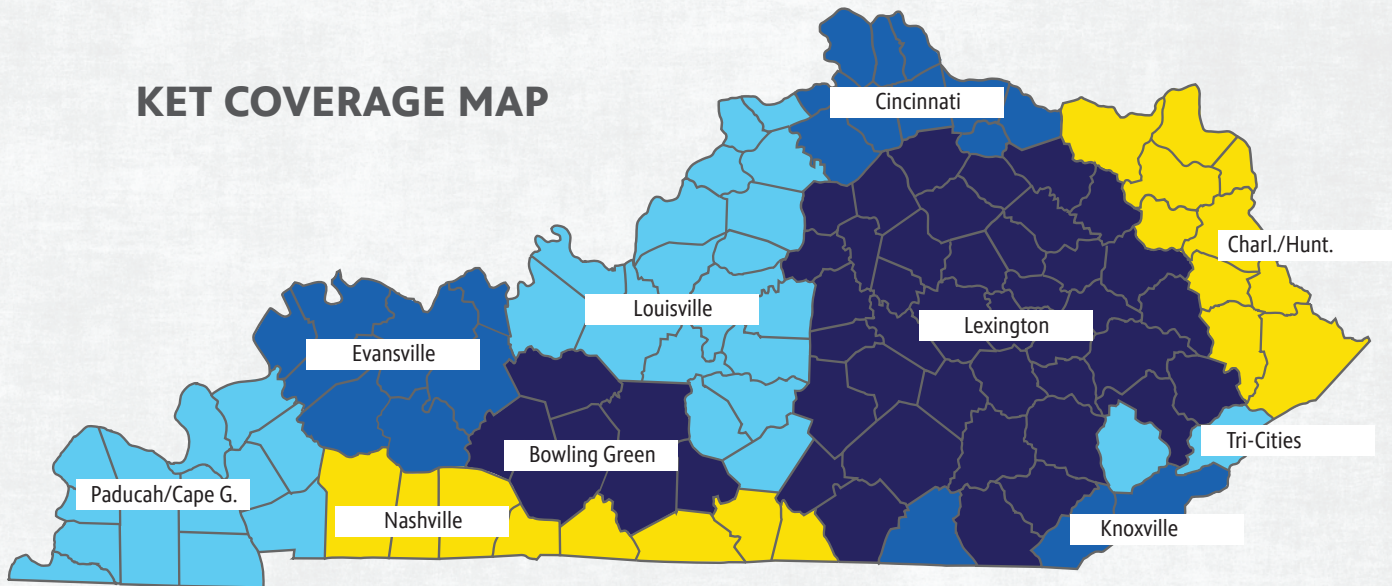 KET COVERAGE MAP
Cincinnati
Charl./Hunt.
Louisville
Lexington
Evansville
Tri-Cities
Bowling Green
Paducah/Cape G.
Nashville
Knoxville